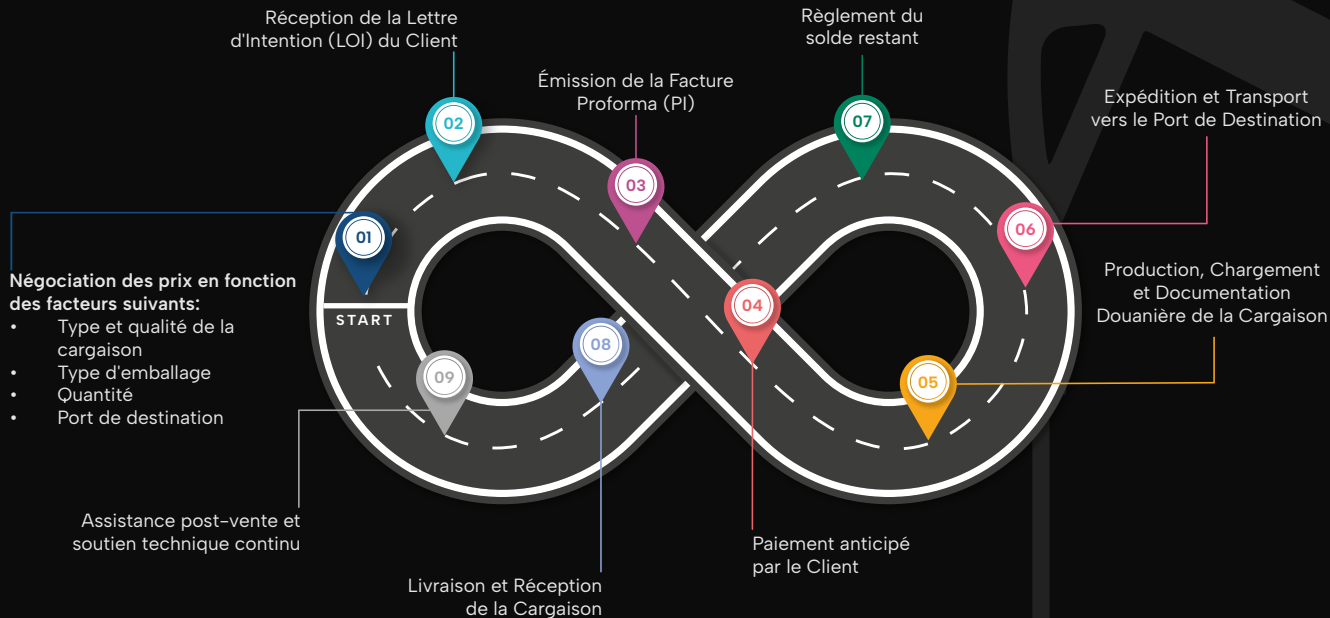 01
Négociation des prix en fonction
des facteurs suivants:
• Type et qualité de la
cargaison
• Type d'emballage
• Quantité
• Port de destination
START
02
Réception de la Lettre
d'Intention (LOI) du Client
03
Émission de la Facture
Proforma (PI)
04
Paiement anticipé
par le Client
05
Production, Chargement
et Documentation
Douanière de la Cargaison
06
Expédition et Transport
vers le Port de Destination
07
Règlement du
solde restant
08
Livraison et Réception
de la Cargaison
09
Assistance post-vente et
soutien technique continu